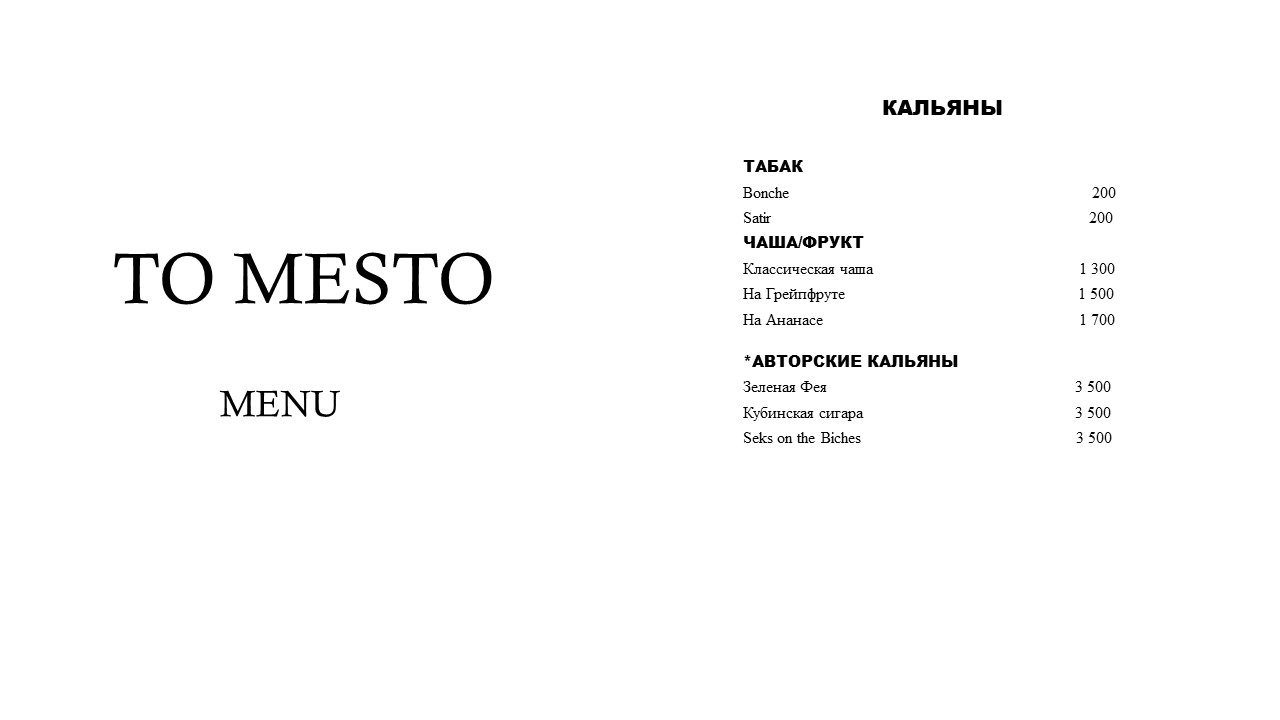 TO MESTO
MENU
КАЛЬЯНЫ
ТАБАК
Bonche 200
Satir 200
ЧАША/ФРУКТ
Классическая чаша 1 300
На Грейпфруте 1 500
На Ананасе 1 700
*АВТОРСКИЕ КАЛЬЯНЫ
Зеленая Фея 3 500
Кубинская сигара 3 500
Seks on the Biches 3 500